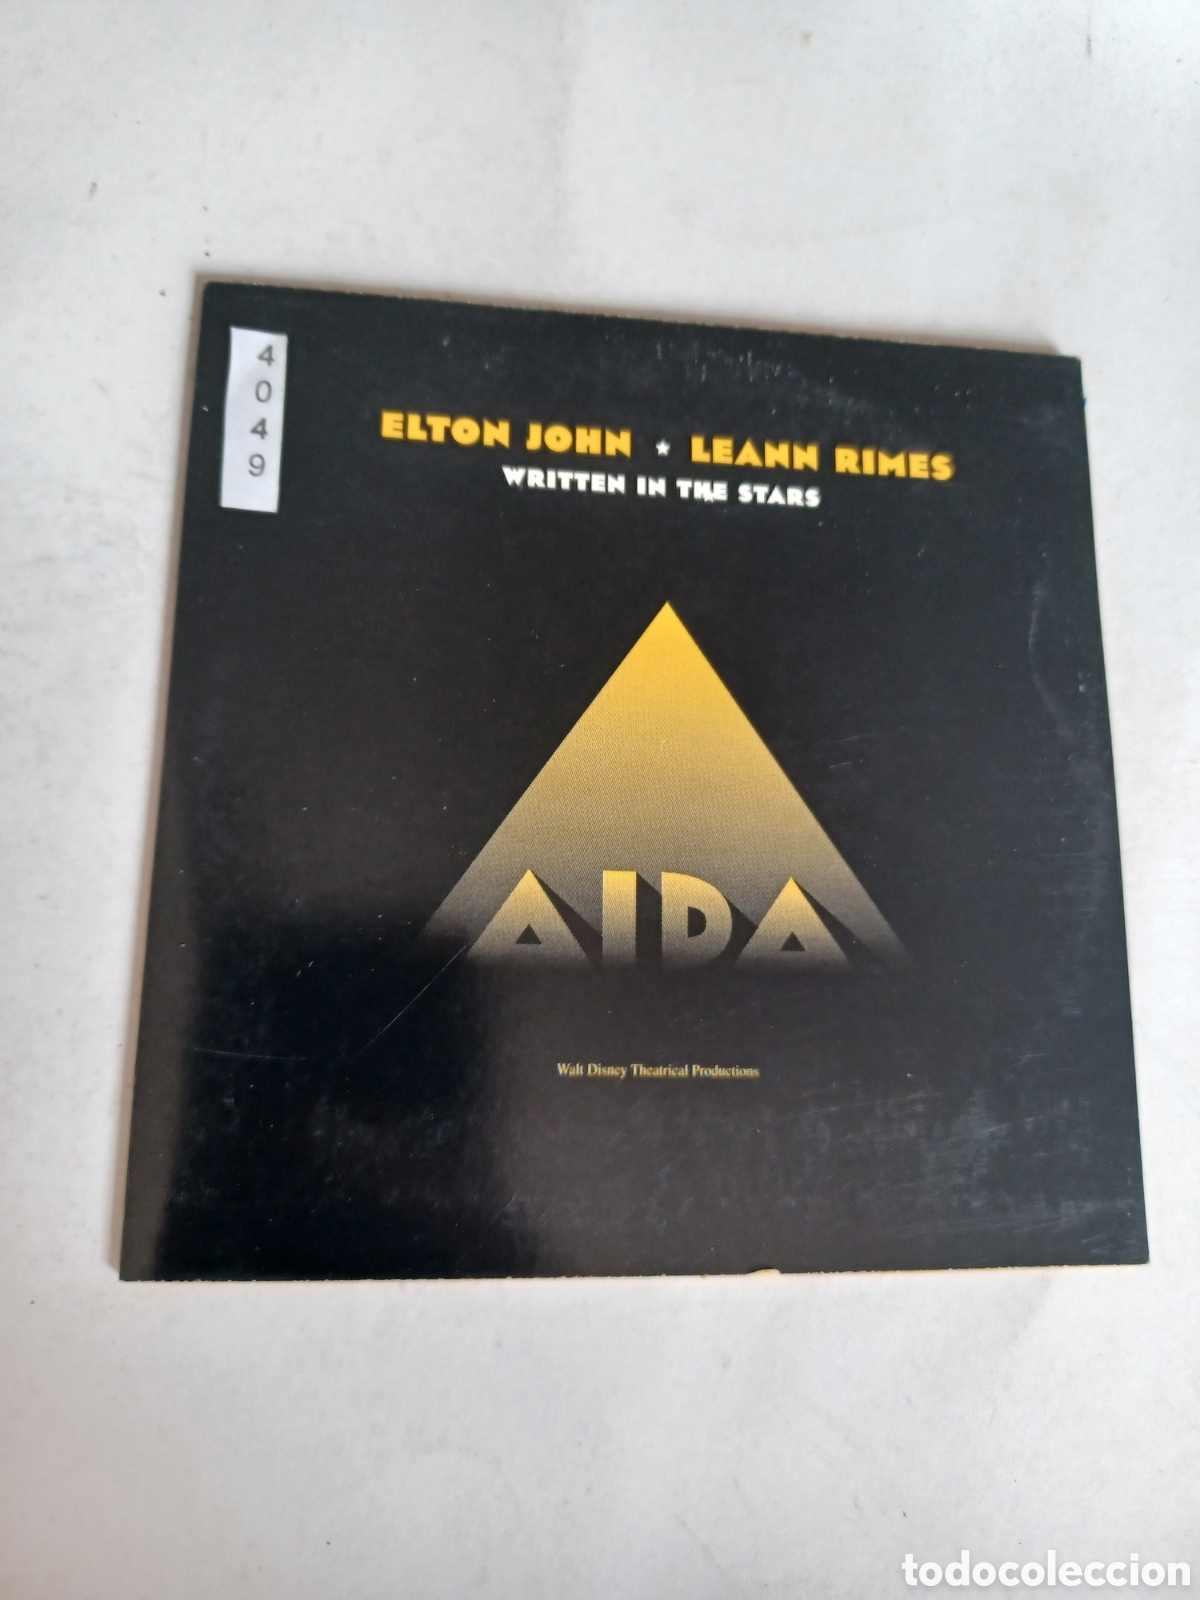 4
0
4
9
ELTON JOHN ★ LEANN RIMES
WRITTEN IN THE STARS
AIDA
Walt Disney Theatrical Productions
todocoleccion